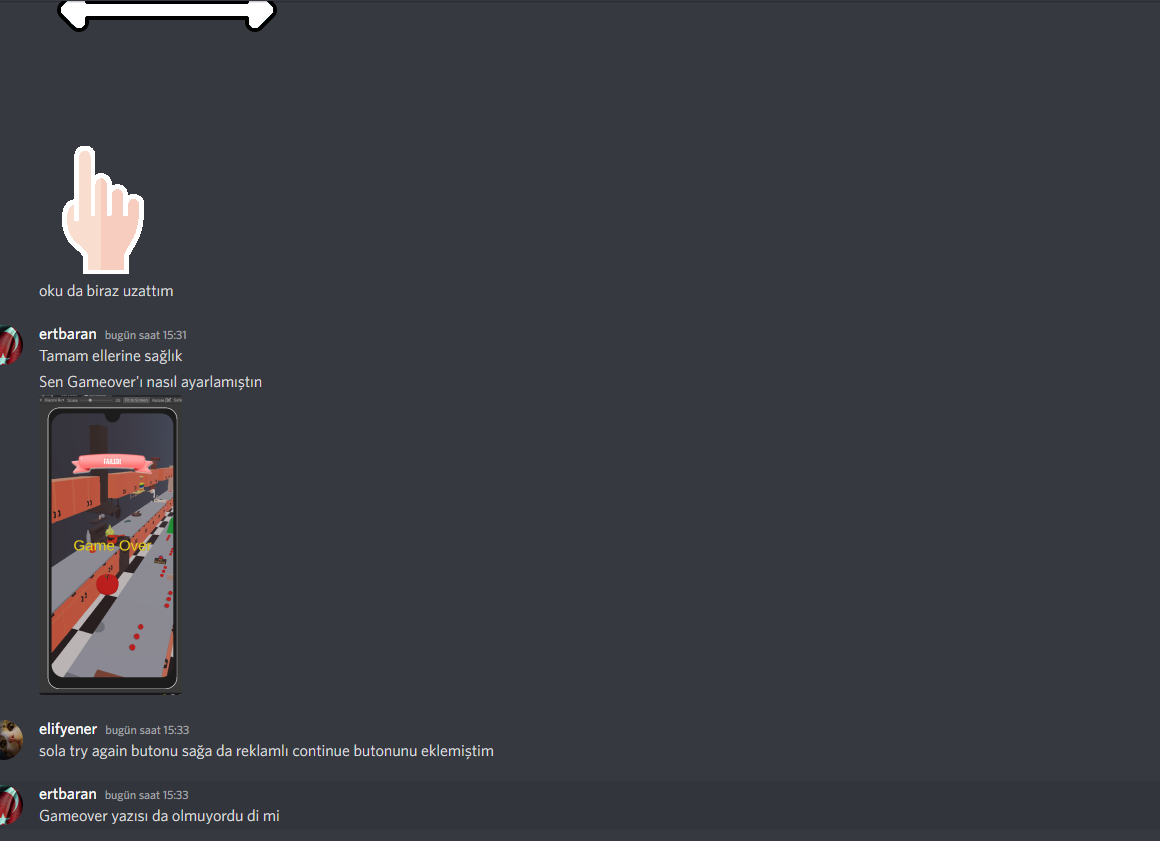 oku da biraz uzattım
ertbaran bugün saat 15:31
Tamam ellerine sağlık
Sen Gameover'ı nasıl ayarlamıştın
FAILED!
Game Over
elifyener bugün saat 15:33
sola try again butonu sağa da reklamlı continue butonunu eklemiştim
ertbaran bugün saat 15:33
Gameover yazısı da olmuyordu di mi